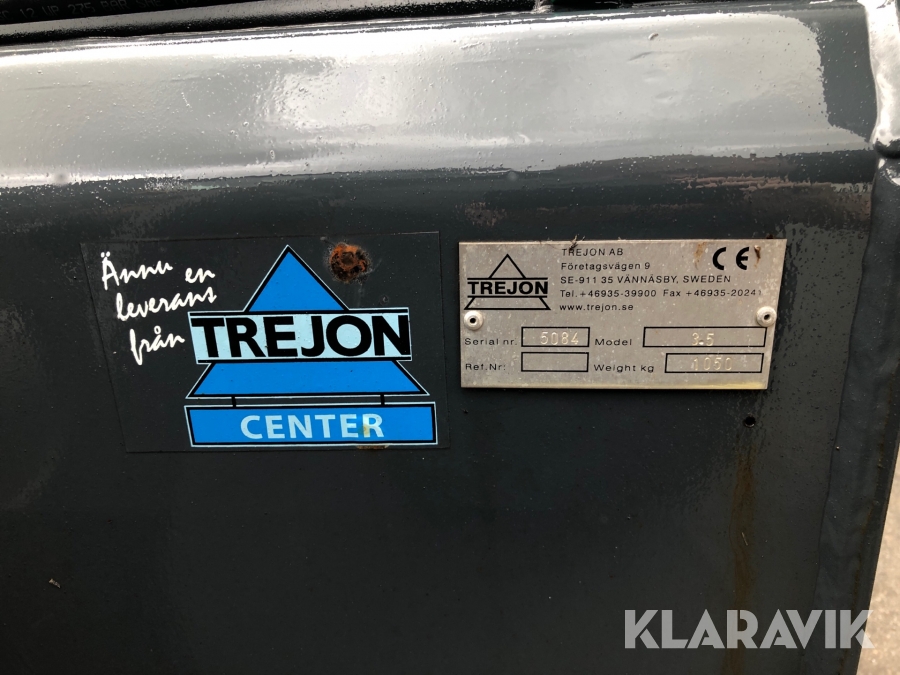 Ännu en
leverans
från
TREJON
CENTER
TREJON
TREJON AB
Företagsvägen 9
SE-911 35 VÄNNÄSBY, SWEDEN
Tel. +46935-39900 Fax +46935-20241
www.trejon.se
CE
Serial nr. 5084 Model 3.5
Ref.Nr: Weight kg 1050
KLARAVIK